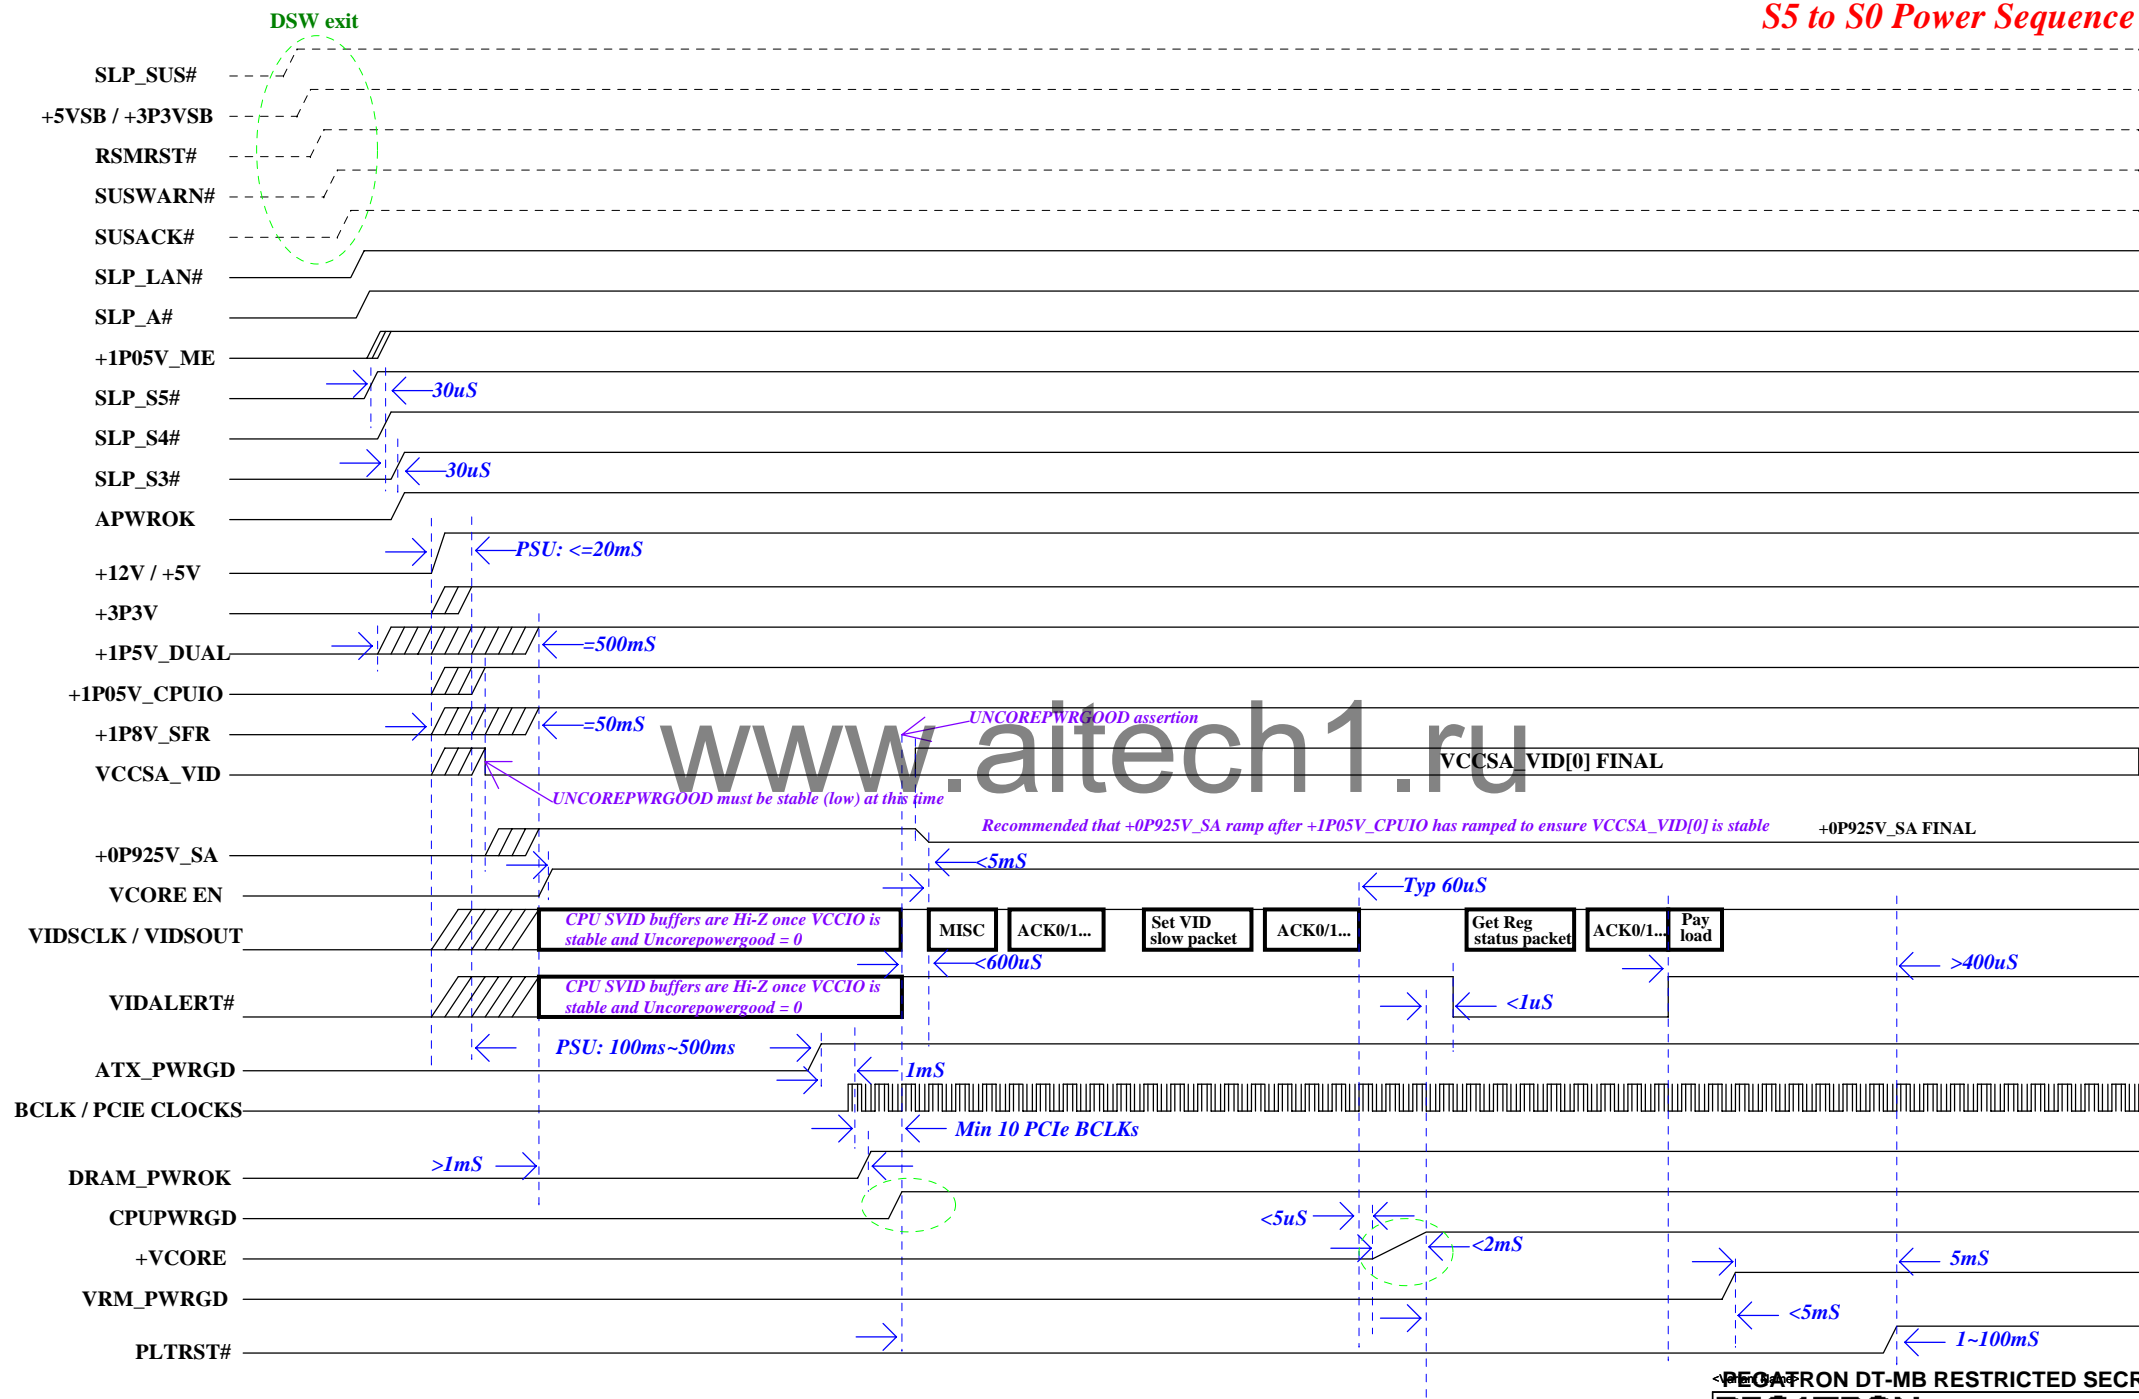 DSW exit
S5 to S0 Power Sequence
SLP_SUS#
+5VSB / +3P3VSB
RSMRST#
SUSWARN#
SUSACK#
SLP_LAN#
SLP_A#
+1P05V_ME
SLP_S5#
30uS
SLP_S4#
SLP_S3#
30uS
APWROK
PSU: <=20mS
+12V / +5V
+3P3V
+1P5V_DUAL
=500mS
+1P05V_CPUIO
UNCOREPWRGOOD assertion
+1P8V_SFR
=50mS
www.aitech1.ru
VCCSA_VID
VCCSA_VID[0] FINAL
UNCOREPWRGOOD must be stable (low) at this time
Recommended that +0P925V_SA ramp after +1P05V_CPUIO has ramped to ensure VCCSA_VID[0] is stable
+0P925V_SA FINAL
+0P925V_SA
<5mS
VCORE EN
Typ 60uS
VIDSCLK / VIDSOUT
CPU SVID buffers are Hi-Z once VCCIO is
stable and Uncorepowergood = 0
MISC
ACK0/1...
Set VID
slow packet
ACK0/1...
Get Reg
status packet
ACK0/1...
Pay
load
<600uS
>400uS
VIDALERT#
CPU SVID buffers are Hi-Z once VCCIO is
stable and Uncorepowergood = 0
<1uS
PSU: 100ms~500ms
ATX_PWRGD
1mS
BCLK / PCIE CLOCKS
Min 10 PCIe BCLKs
>1mS
DRAM_PWROK
CPUPWRGD
<5uS
+VCORE
<2mS
5mS
VRM_PWRGD
<5mS
PLTRST#
1~100mS
PEGATRON DT-MB RESTRICTED SECR